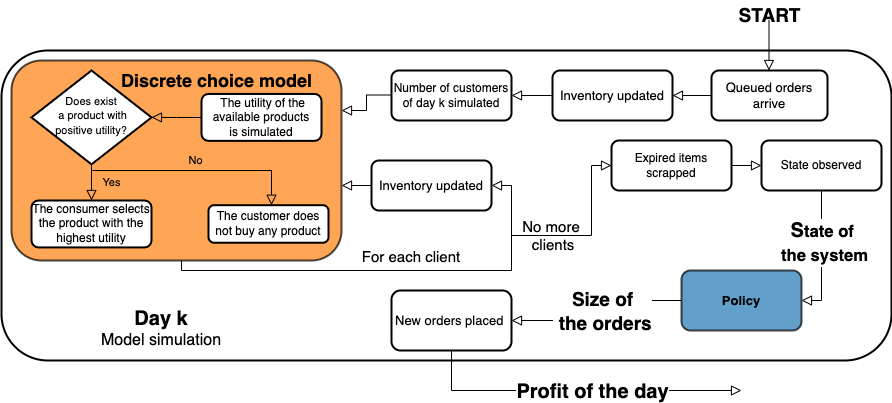 START
Discrete choice model
Does exist
a product with
positive utility?
The utility of the
available products
is simulated
Number of customers
of day k simulated
Inventory updated
Queued orders
arrive
No
Yes
The consumer selects
the product with the
highest utility
The customer does
not buy any product
Inventory updated
Expired items
scrapped
State observed
No more
clients
For each client
State of
the system
Policy
Size of
the orders
New orders placed
Day k
Model simulation
Profit of the day